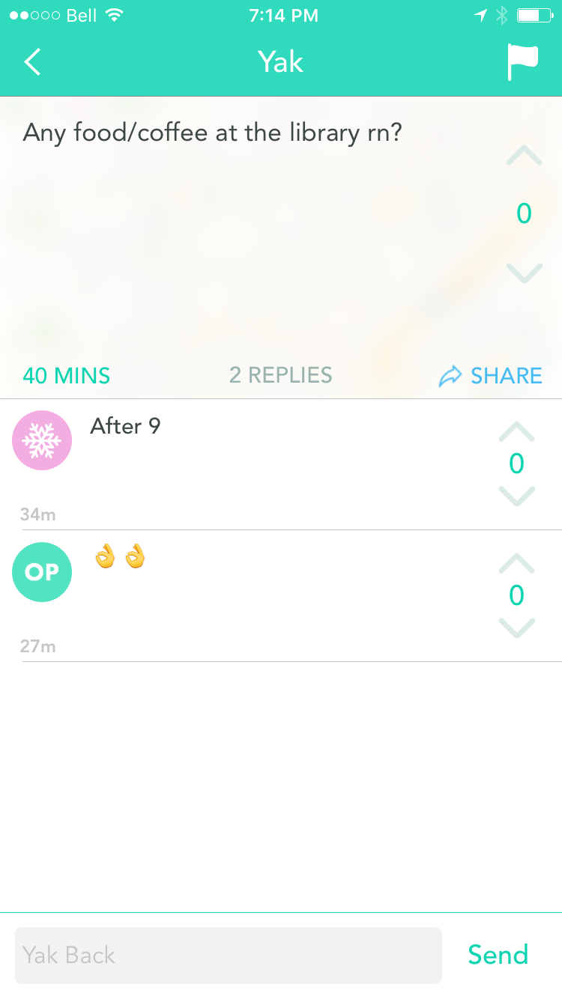 Bell 7:14 PM
Yak
Any food/coffee at the library rn?
0
40 MINS 2 REPLIES SHARE
After 9
0
34m
OP 👌👌
0
27m
Yak Back Send